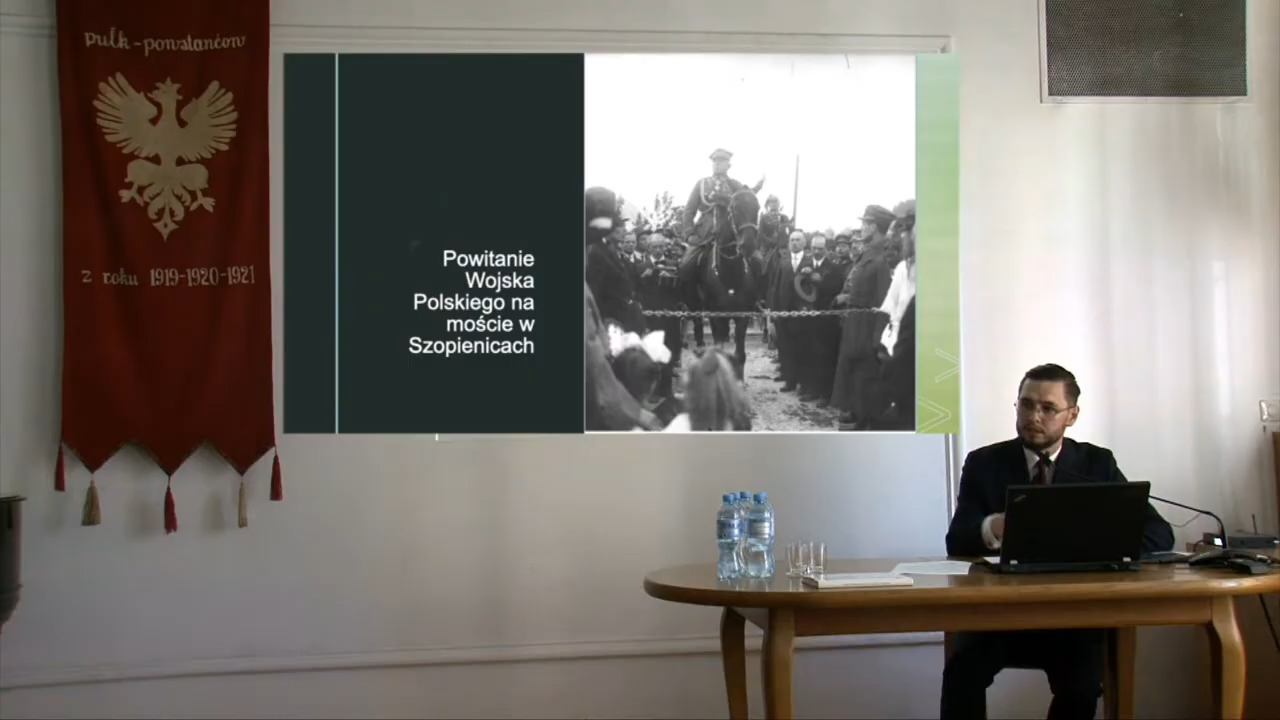 pułk-powstańców
z roku 1919-1920-1921
Powitanie
Wojska
Polskiego na
moście w
Szopienicach